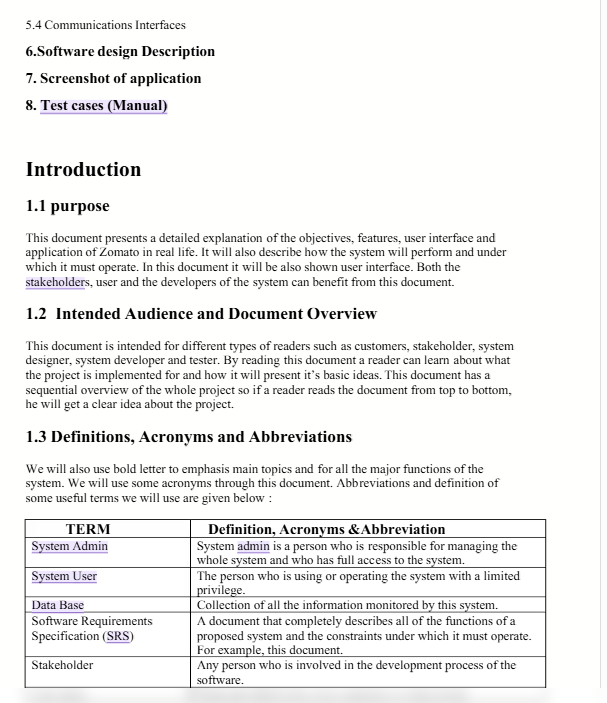 5.4 Communications Interfaces
6.Software design Description
7. Screenshot of application
8. Test cases (Manual)
Introduction
1.1 purpose
This document presents a detailed explanation of the objectives, features, user interface and
application of Zomato in real life. It will also describe how the system will perform and under
which it must operate. In this document it will be also shown user interface. Both the
stakeholders, user and the developers of the system can benefit from this document.
1.2 Intended Audience and Document Overview
This document is intended for different types of readers such as customers, stakeholder, system
designer, system developer and tester. By reading this document a reader can learn about what
the project is implemented for and how it will present it's basic ideas. This document has a
sequential overview of the whole project so if a reader reads the document from top to bottom,
he will get a clear idea about the project.
1.3 Definitions, Acronyms and Abbreviations
We will also use bold letter to emphasis main topics and for all the major functions of the
system. We will use some acronyms through this document. Abbreviations and definition of
some useful terms we will use are given below :
TERM Definition, Acronyms &Abbreviation
System Admin System admin is a person who is responsible for managing the
whole system and who has full access to the system.
System User The person who is using or operating the system with a limited
privilege.
Data Base Collection of all the information monitored by this system.
Software Requirements A document that completely describes all of the functions of a
Specification (SRS) proposed system and the constraints under which it must operate.
For example, this document.
Stakeholder Any person who is involved in the development process of the
software.